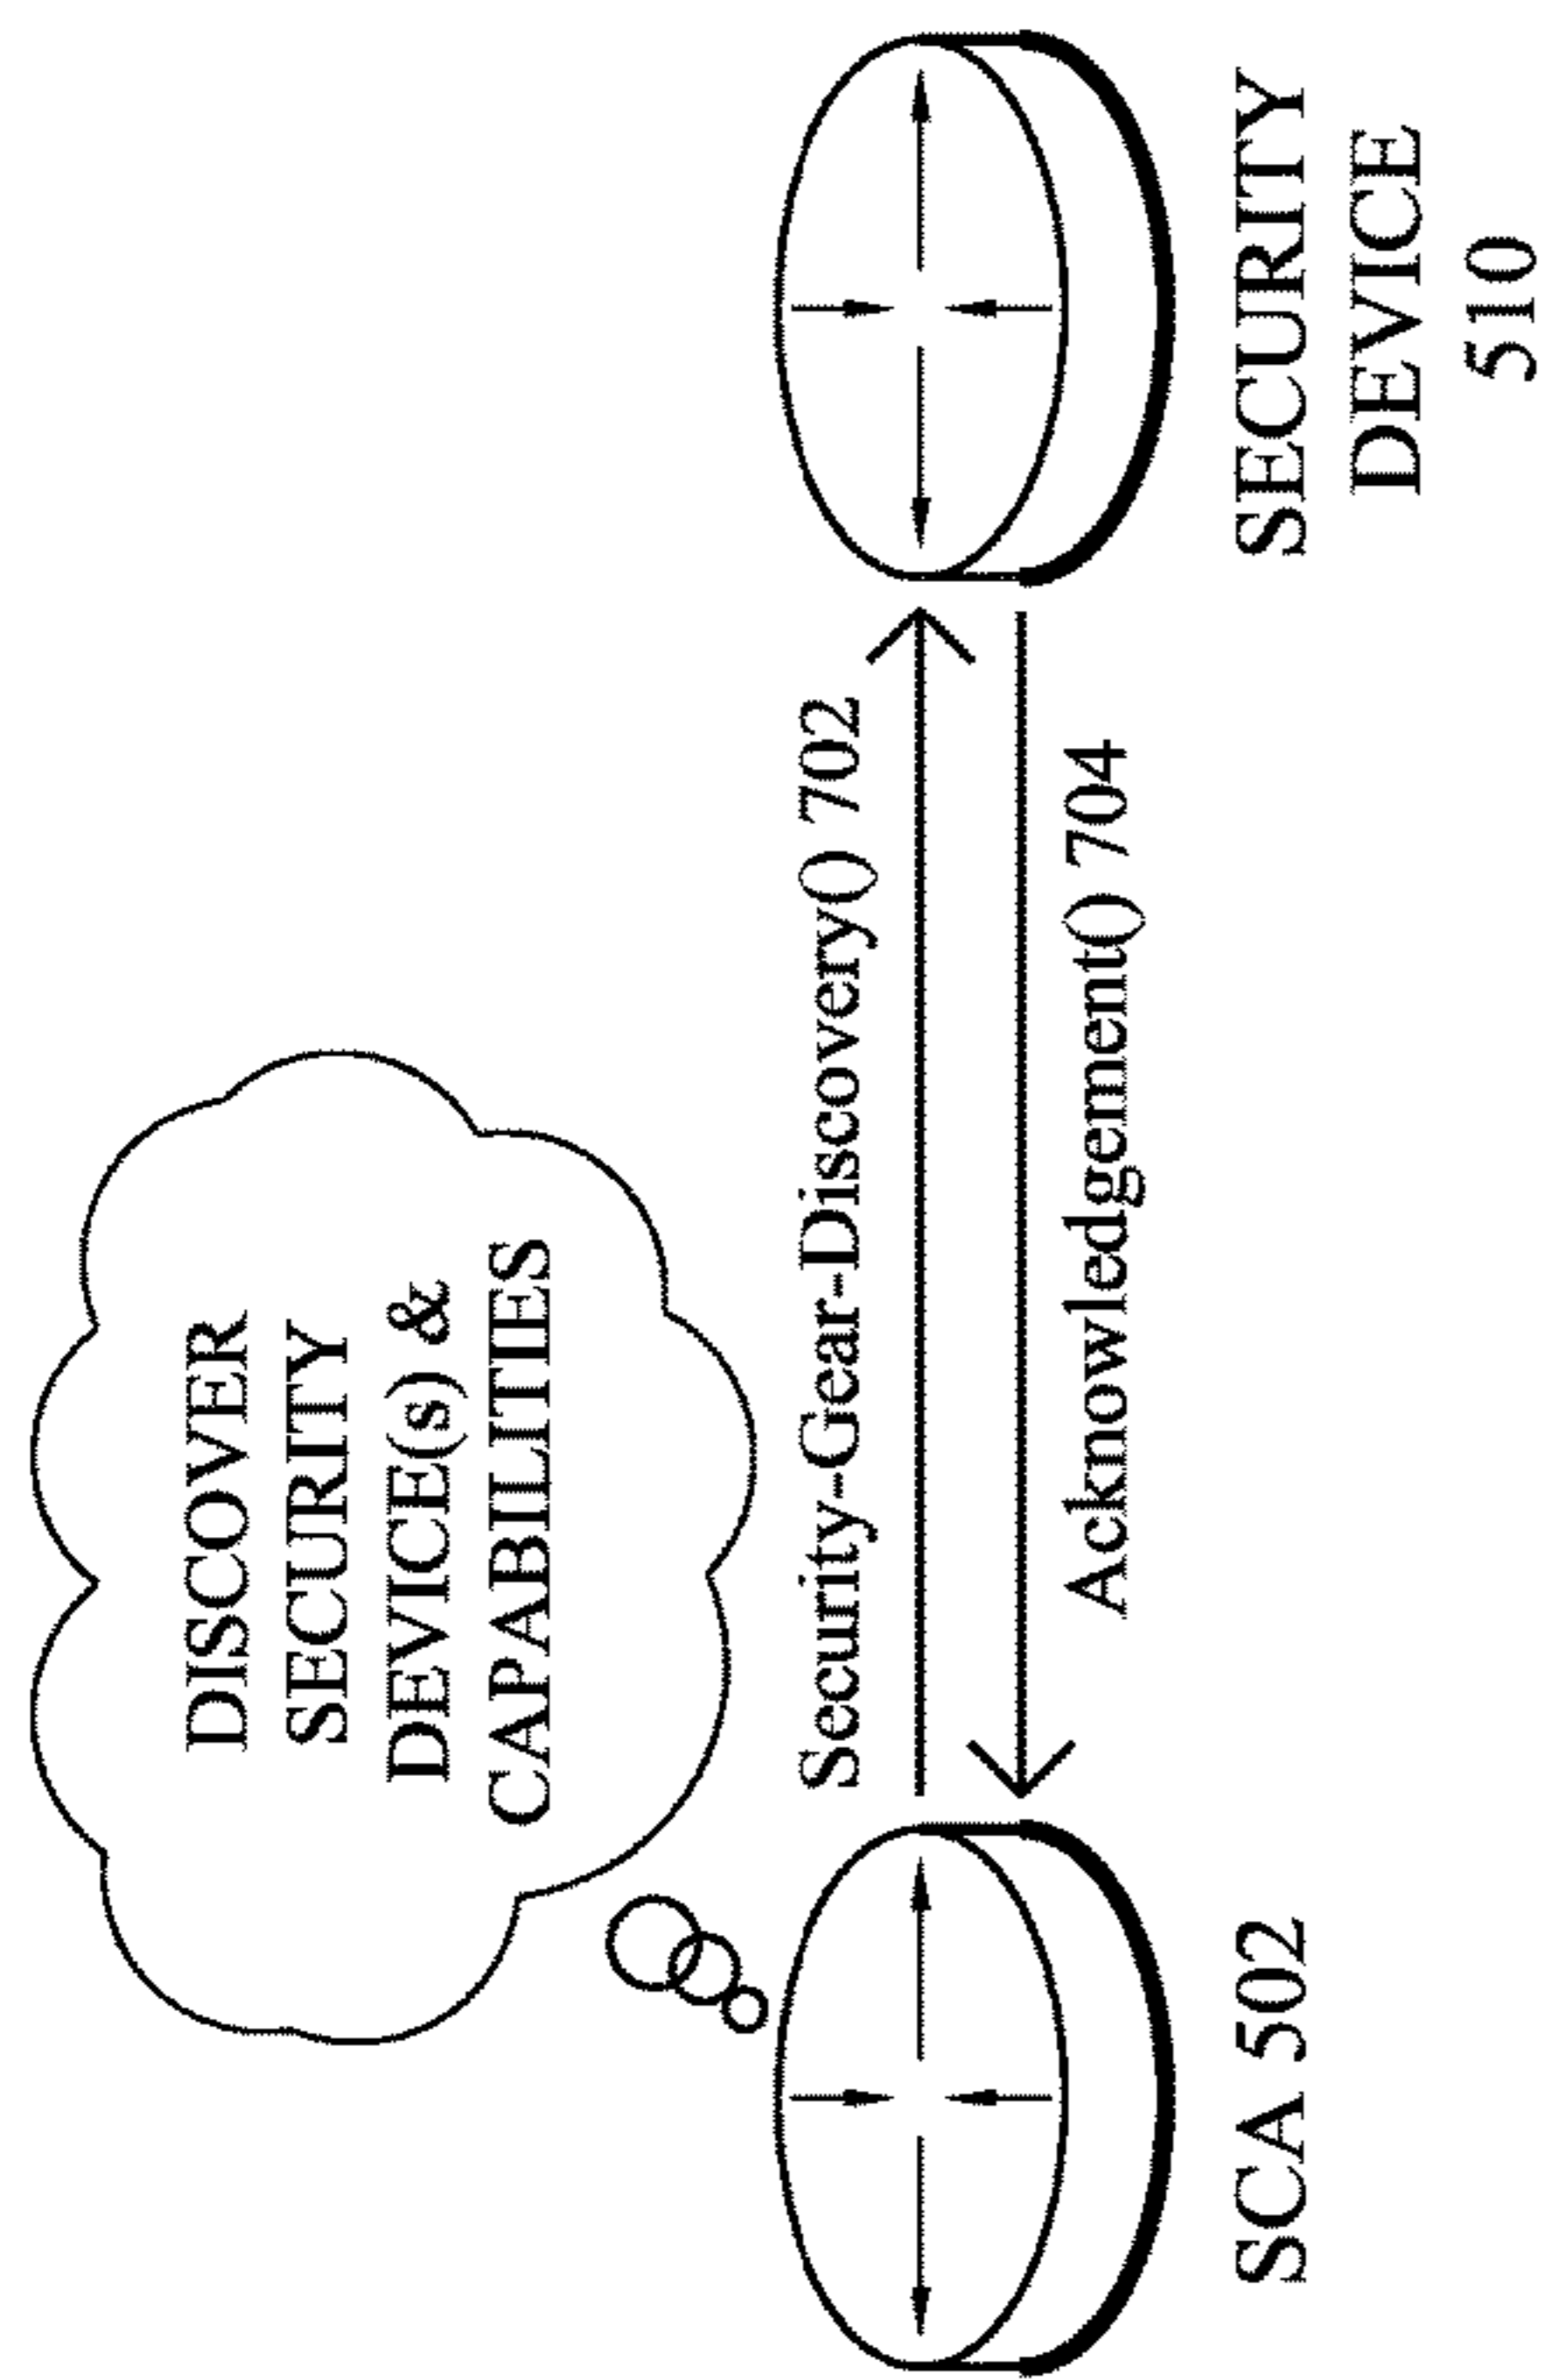 DISCOVER
SECURITY
DEVICE(s) &
CAPABILITIES
Security-Gear-Discovery() 702
Acknowledgement() 704
SCA 502
SECURITY
DEVICE
510